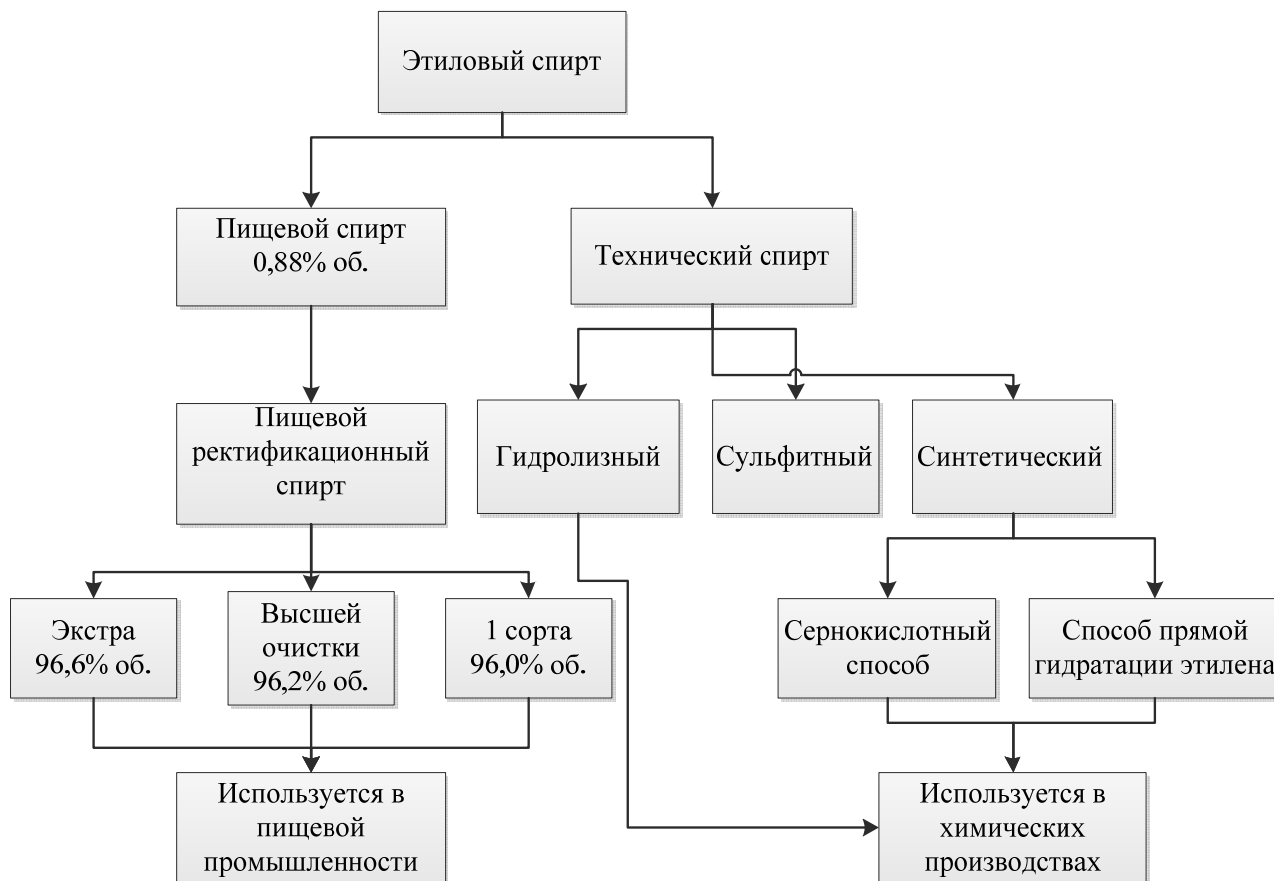 Этиловый спирт
Пищевой спирт
0,88% об.
Технический спирт
Пищевой
ректификационный
спирт
Гидролизный
Сульфитный
Синтетический
Экстра
96,6% об.
Высшей
очистки
96,2% об.
1 сорта
96,0% об.
Сернокислотный
способ
Способ прямой
гидратации этилена
Используется в
пищевой
промышленности
Используется в
химических
производствах